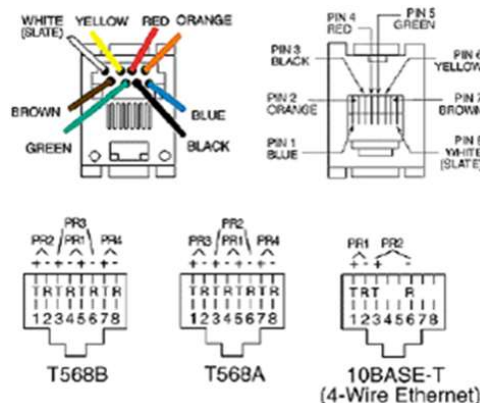 WHITE
(SLATE)
YELLOW
RED
ORANGE
BROWN
GREEN
BLUE
BLACK
PIN 5
GREEN
PIN 4
RED
PIN 3
BLACK
PIN 6
YELLOW
PIN 2
ORANGE
PIN 7
BROWN
PIN 1
BLUE
PIN 8
WHITE
(SLATE)
PR3
PR2 PR1 PR4
+ - + - + - + -
T R T R T R T R
1 2 3 4 5 6 7 8
T568B
PR2
PR3 PR1 PR4
+ - + - + - + -
T R T R T R T R
1 2 3 4 5 6 7 8
T568A
PR1 PR2
+ - + -
T R T R
1 2 3 4 5 6 7 8
10BASE-T
(4-Wire Ethernet)